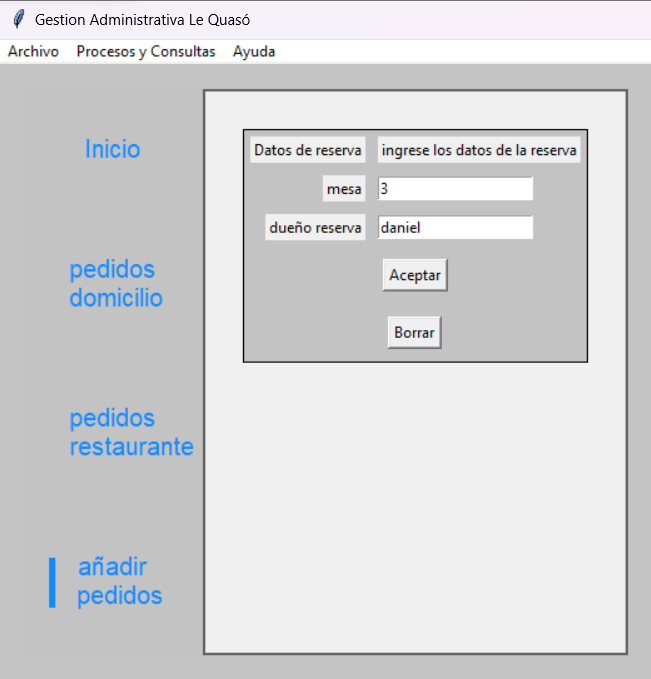 Gestion Administrativa Le Quasó
Archivo Procesos y Consultas Ayuda
Inicio
pedidos
domicilio
pedidos
restaurante
añadir
pedidos
Datos de reserva ingrese los datos de la reserva
mesa 3
dueño reserva daniel
Aceptar
Borrar